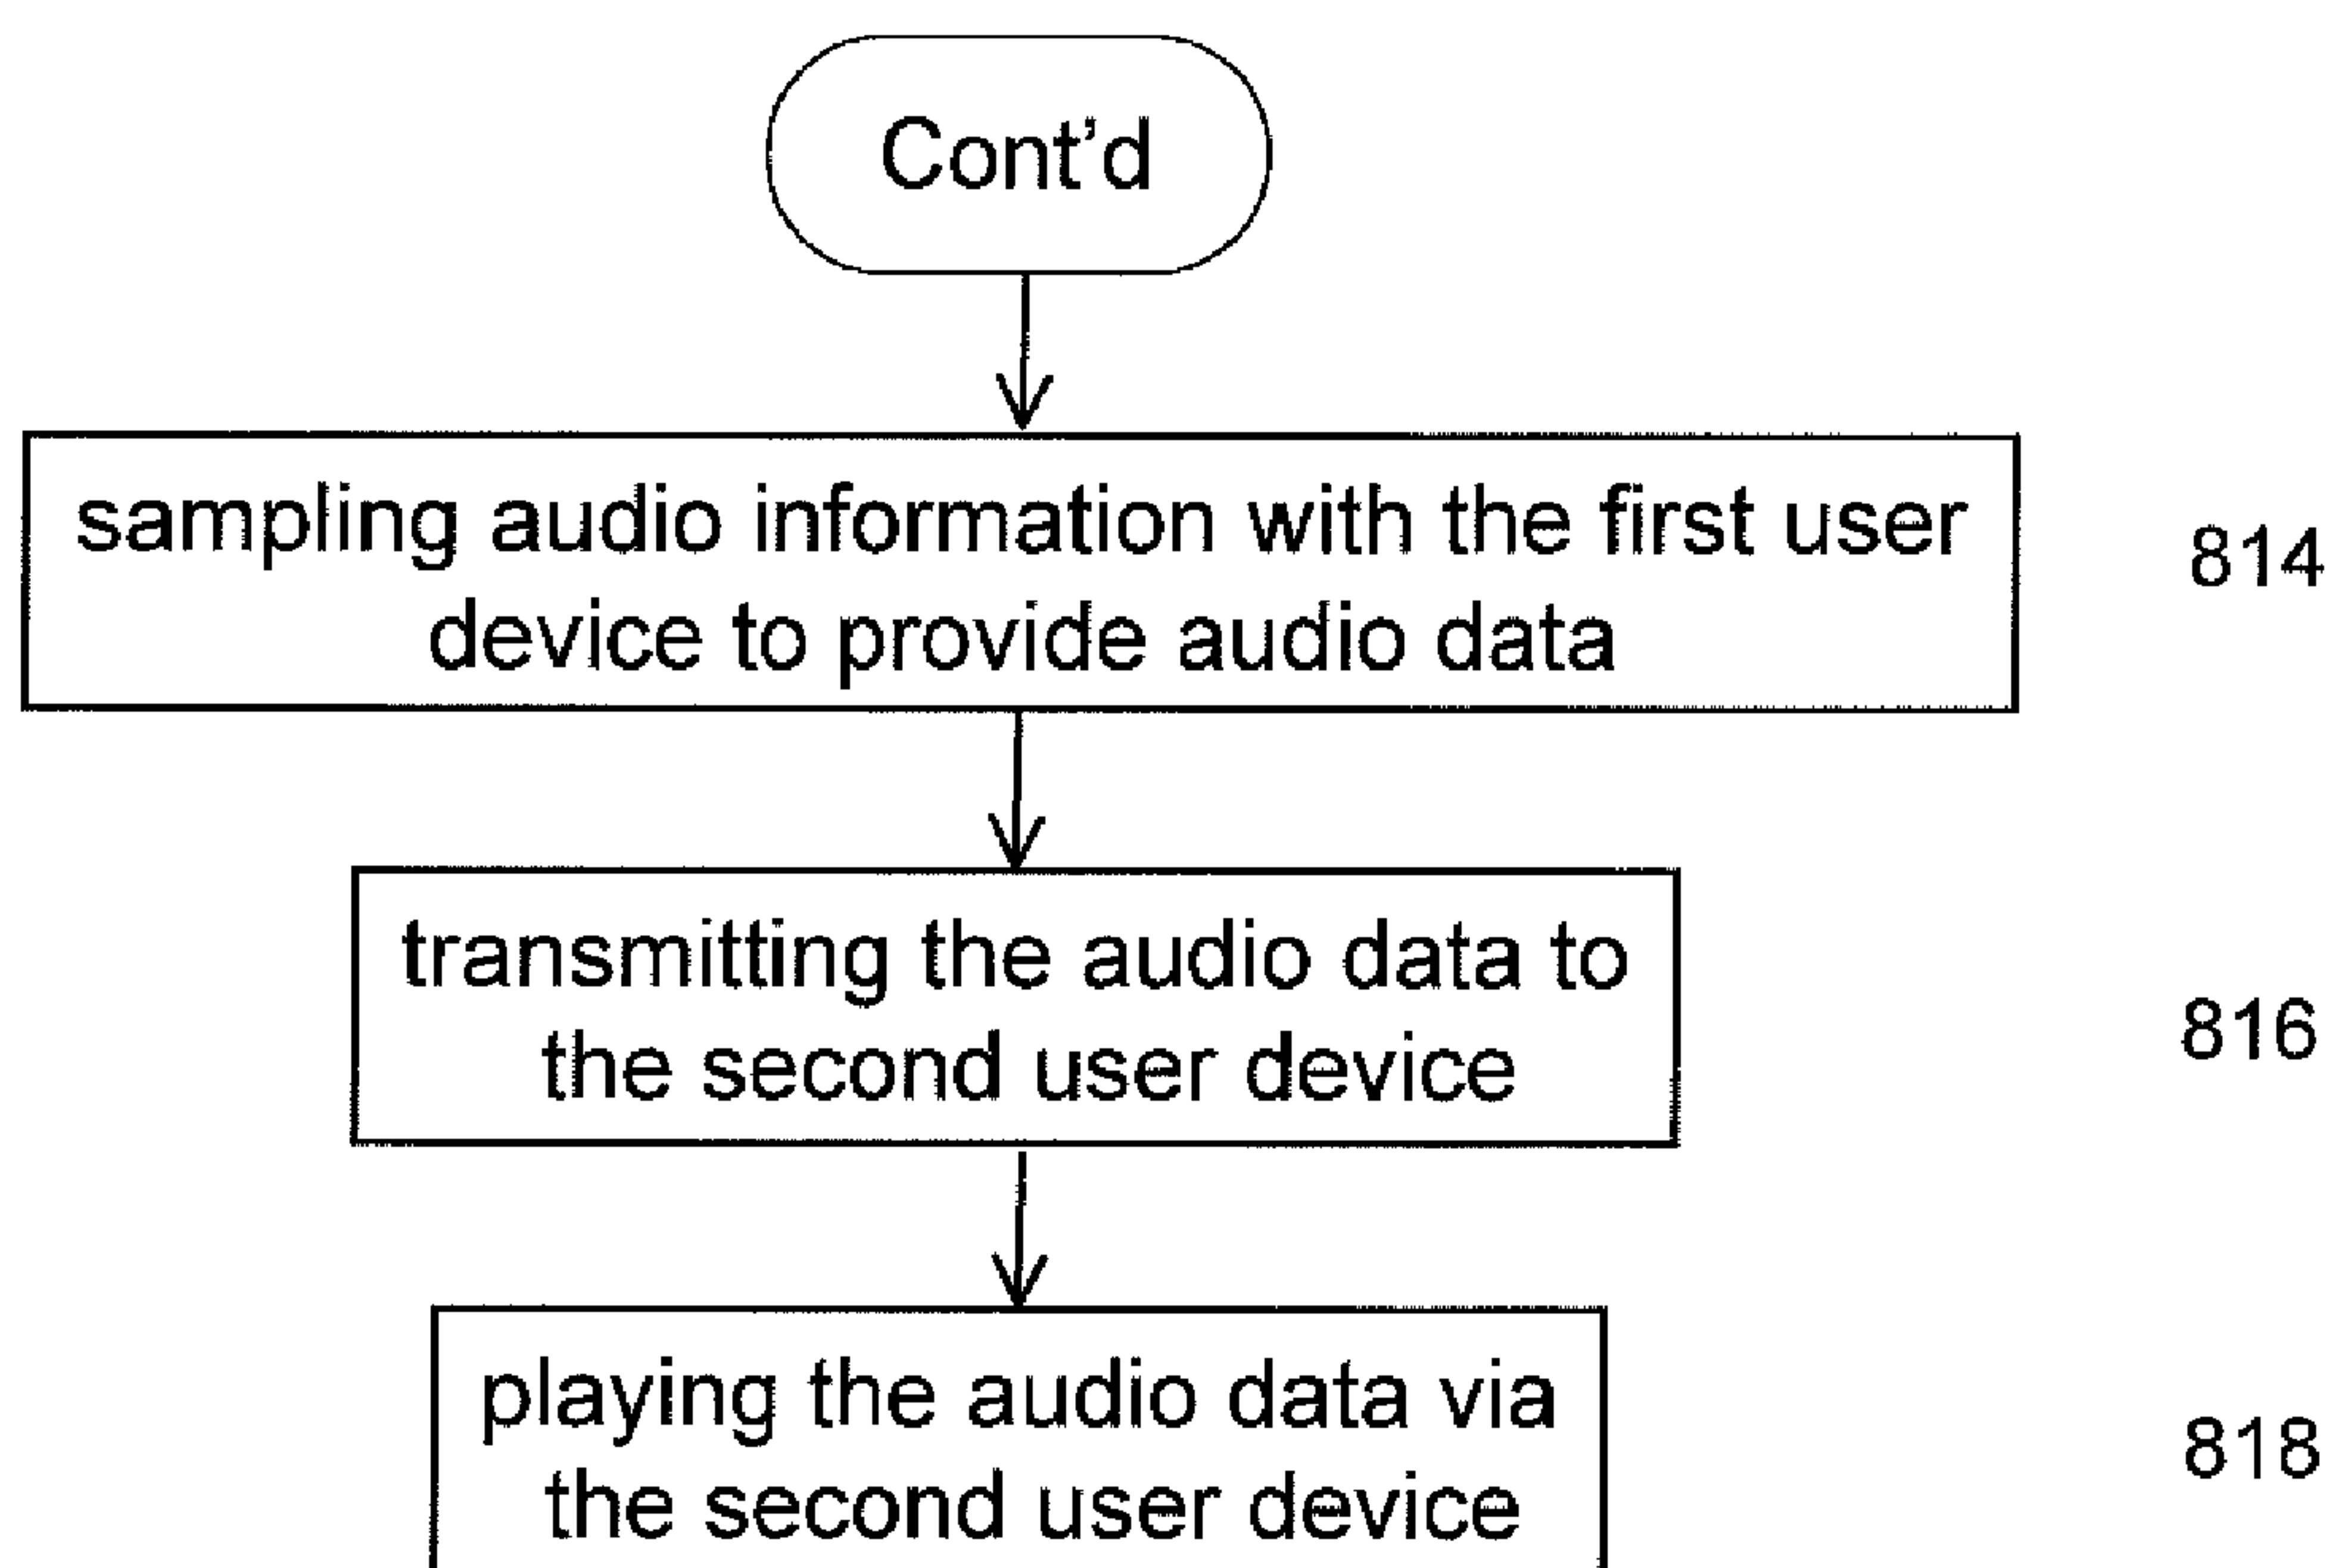 Cont'd
sampling audio information with the first user
device to provide audio data
814
transmitting the audio data to
the second user device
816
playing the audio data via
the second user device
818